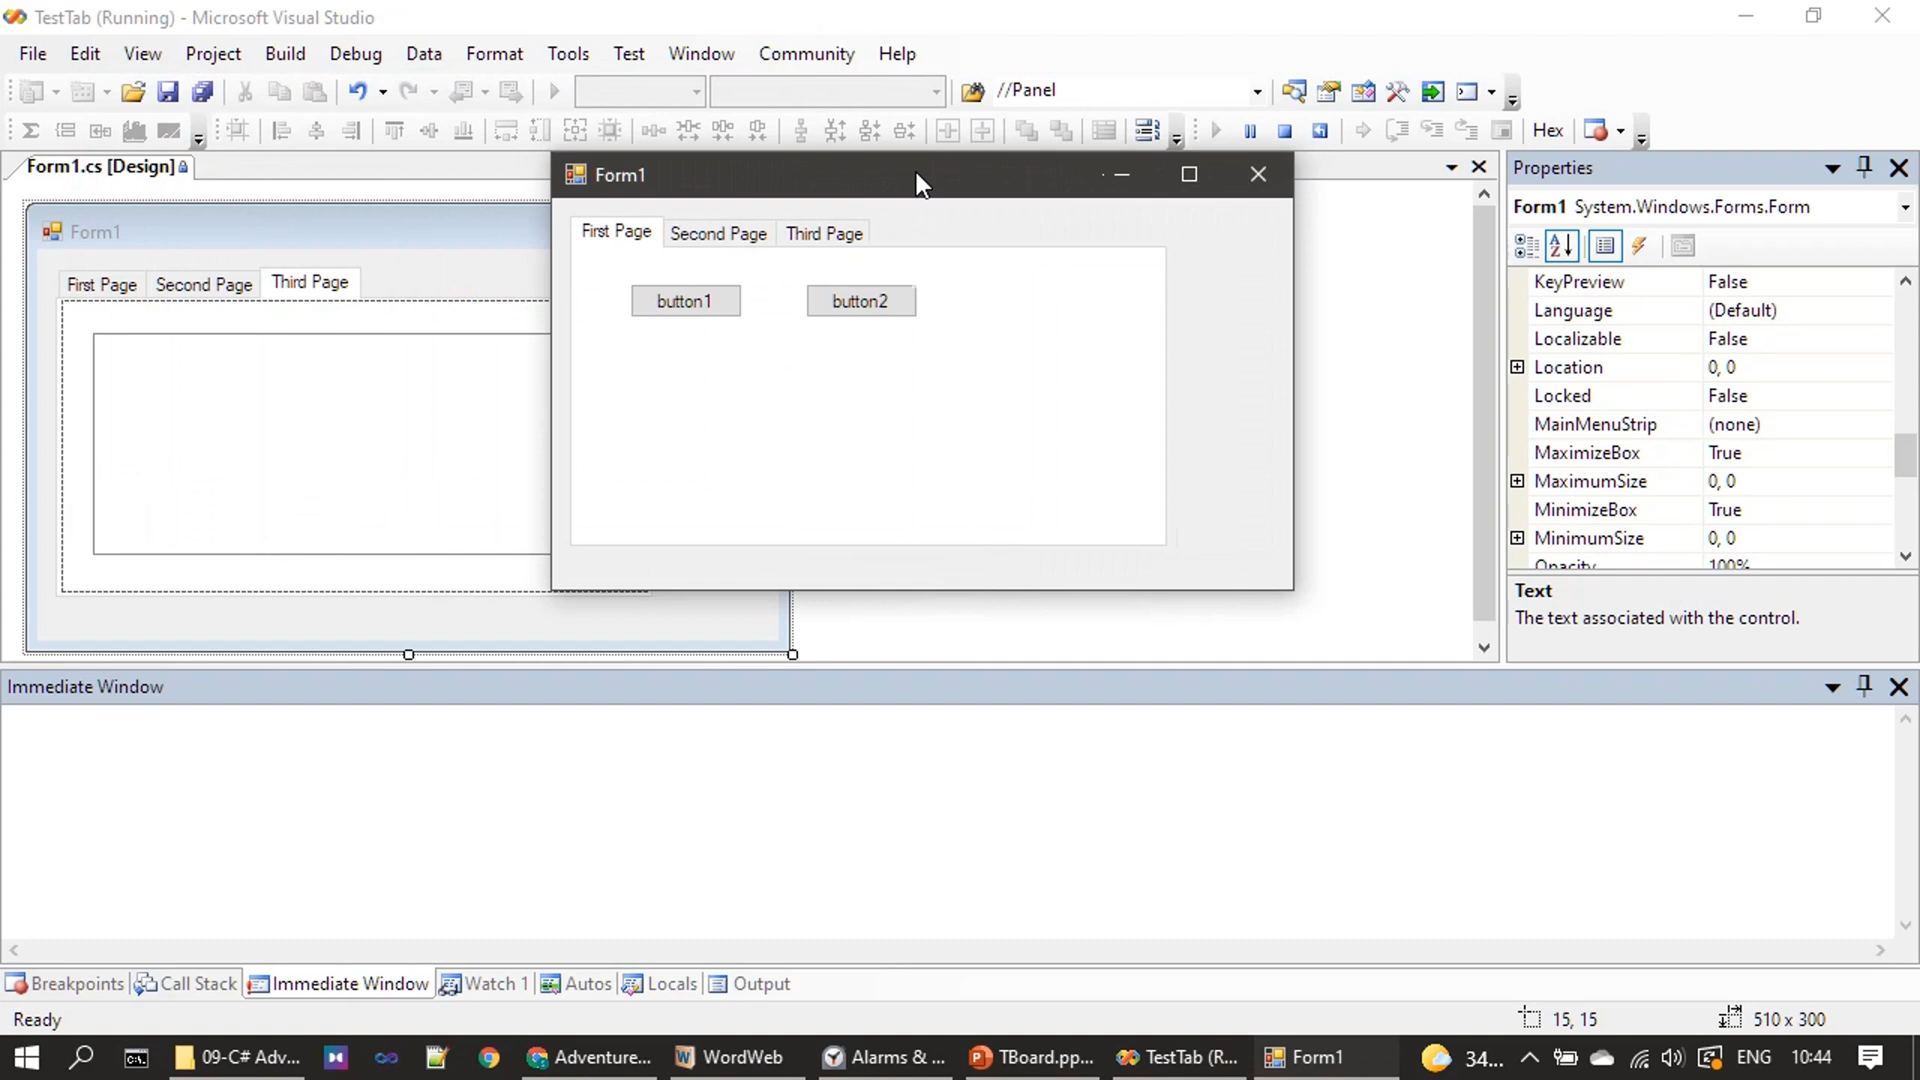 TestTab (Running) - Microsoft Visual Studio
File Edit View Project Build Debug Data Format Tools Test Window Community Help
//Panel
Hex
Form1.cs [Design]
Form1
First Page Second Page Third Page
Form1
First Page Second Page Third Page
button1 button2
Properties
Form1 System.Windows.Forms.Form
KeyPreview False
Language (Default)
Localizable False
Location 0, 0
Locked False
MainMenuStrip (none)
MaximizeBox True
MaximumSize 0, 0
MinimizeBox True
MinimumSize 0, 0
Opacity 100%
Text
The text associated with the control.
Immediate Window
Breakpoints Call Stack Immediate Window Watch 1 Autos Locals Output
Ready 15, 15 510 x 300
09-C# Adv... Adventure... WordWeb Alarms & ... TBoard.pp... TestTab (R... Form1 34... ENG 10:44